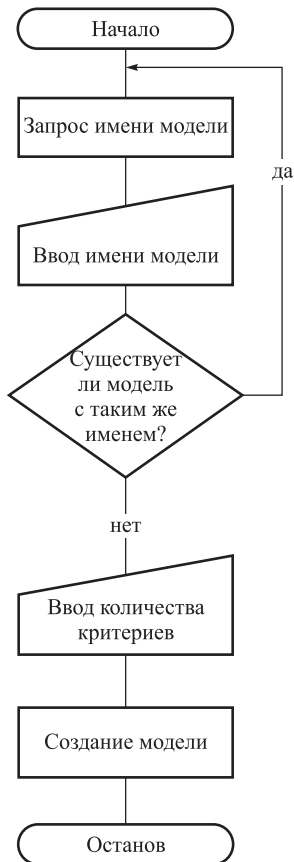 Начало
Запрос имени модели
да
Ввод имени модели
Существует
ли модель
с таким же
именем?
нет
Ввод количества
критериев
Создание модели
Останов